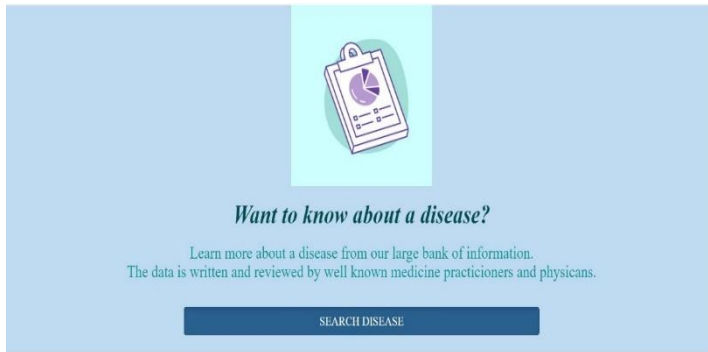 Want to know about a disease?
Learn more about a disease from our large bank of information.
The data is written and reviewed by well known medicine practicioners and physicans.
SEARCH DISEASE